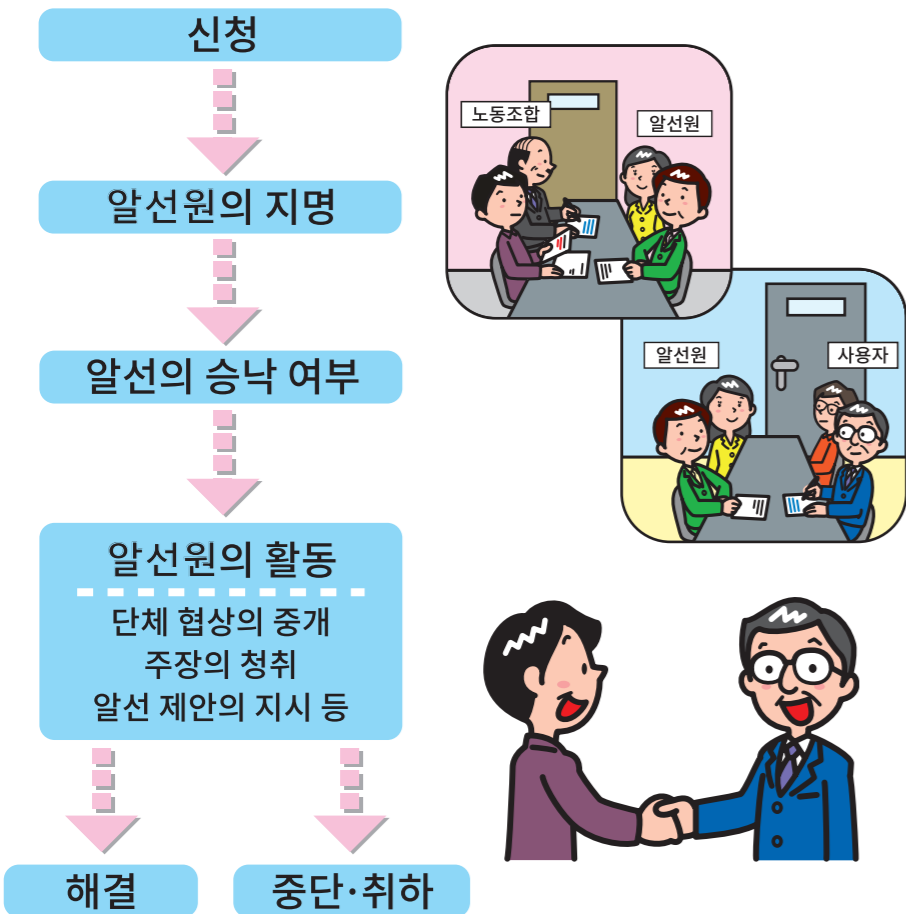 신청
알선원의 지명
알선의 승낙 여부
알선원의 활동
단체 협상의 중개
주장의 청취
알선 제안의 지시 등
해결
중단·취하
노동조합
알선원
알선원
사용자